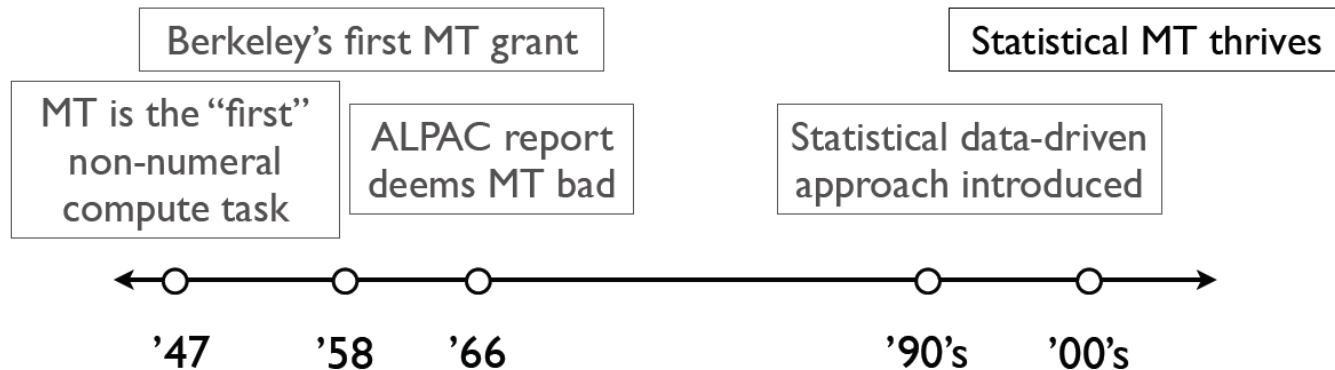 Berkeley’s first MT grant
Statistical MT thrives
MT is the “first”
non-numeral
compute task
ALPAC report
deems MT bad
Statistical data-driven
approach introduced
’47
’58
’66
’90’s
’00’s